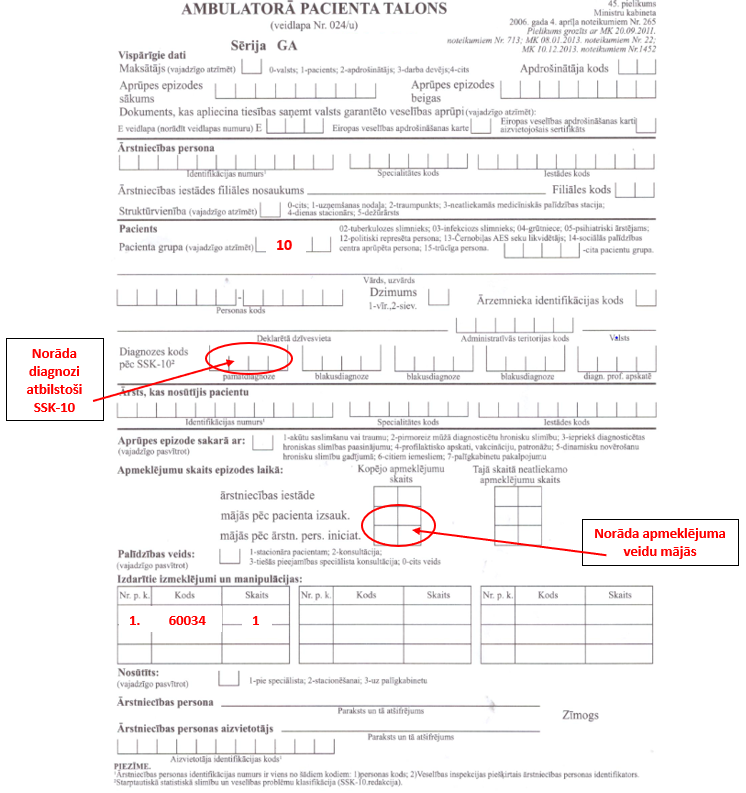 AMBULATORĀ PACIENTA TALONS
(veidlapa Nr. 024/u)
Sērija GA
45. pielikums
Ministru kabineta
2006. gada 4. aprīļa noteikumiem Nr. 265
Pielikums grozīts ar MK 20.09.2011.
noteikumiem Nr. 713; MK 08.01.2013. noteikumiem Nr. 22;
MK 10.12.2013. noteikumiem Nr.1452
Vispārīgie dati
Maksātājs (vajadzīgo atzīmēt) 0-valsts; 1-pacients; 2-apdrošinātājs; 3-darba devējs;4-cits Apdrošinātāja kods
Aprūpes epizodes sākums
Aprūpes epizodes beigas
Dokuments, kas apliecina tiesības saņemt valsts garantēto veselības aprūpi (vajadzīgo atzīmēt):
E veidlapa (norādīt veidlapas numuru) E Eiropas veselības apdrošināšanas karte Eiropas veselības apdrošināšanas karti
aizvietojošais sertifikāts
Ārstniecības persona
Identifikācijas numurs¹ Specialitātes kods Iestādes kods
Ārstniecības iestādes filiāles nosaukums Filiāles kods
Struktūrvienība (vajadzīgo atzīmēt) 0-cits; 1-uzņemšanas nodaļa; 2-traumpunkts; 3-neatliekamās medicīniskās palīdzības stacija;
4-dienas stacionārs; 5-dežūrārsts
Pacients
Pacienta grupa (vajadzīgo atzīmēt) 10
02-tuberkulozes slimnieks; 03-infekciozs slimnieks; 04-grūtniece; 05-psihiatriski ārstējams;
12-politiski represēta persona; 13-Černobiļas AES seku likvidētājs; 14-sociālās palīdzības
centra aprūpēta persona; 15-trūcīga persona. -cita pacientu grupa.
Vārds, uzvārds
Personas kods
Dzimums
1-vīr.,2-siev.
Ārzemnieka identifikācijas kods
Deklarētā dzīvesvieta Administratīvās teritorijas kods Valsts
Norāda
diagnozi
atbilstoši
SSK-10
Diagnozes kods
pēc SSK-10²
pamatdiagnoze blakusdiagnoze blakusdiagnoze blakusdiagnoze diagn. prof. apskatē
Ārsts, kas nosūtījis pacientu
Identifikācijas numurs¹ Specialitātes kods Iestādes kods
Aprūpes epizode sakarā ar:
(vajadzīgo pasvītrot)
1-akūtu saslimšanu vai traumu; 2-pirmoreiz mūžā diagnosticētu hronisku slimību; 3-iepriekš diagnosticētas
hroniskas slimības paasinājumu; 4-profilaktisko apskati, vakcināciju, patronāžu; 5-dinamisku novērošanu
hronisku slimību gadījumā; 6-citiem iemesliem; 7-palīgkabinetu pakalpojumu
Apmeklējumu skaits epizodes laikā:
Kopējo apmeklējumu
skaits
Tajā skaitā neatliekamo
apmeklējumu skaits
ārstniecības iestāde
mājās pēc pacienta izsauk.
mājās pēc ārstn. pers. iniciat.
Norāda apmeklējuma
veidu mājās
Palīdzības veids:
(vajadzīgo pasvītrot)
1-stacionāra pacientam; 2-konsultācija;
3-tiešās pieejamības speciālista konsultācija; 0-cits veids
Izdarītie izmeklējumi un manipulācijas:
Nr. p. k. Kods Skaits Nr. p. k. Kods Skaits Nr. p. k. Kods Skaits
1. 60034 1
Nosūtīts:
(vajadzīgo pasvītrot)
1-pie speciālista; 2-stacionēšanai; 3-uz palīgkabinetu
Ārstniecības persona
Paraksts un tā atšifrējums
Zīmogs
Ārstniecības personas aizvietotājs
Paraksts un tā atšifrējums
Aizvietotāja identifikācijas kods¹
PIEZĪME.
¹Ārstniecības personas identifikācijas numurs ir viens no šādiem kodiem: 1)personas kods; 2)Veselības inspekcijas piešķirtais ārstniecības personas identifikators.
²Starptautiskā statistiskā slimību un veselības problēmu klasifikācija (SSK-10.redakcija).